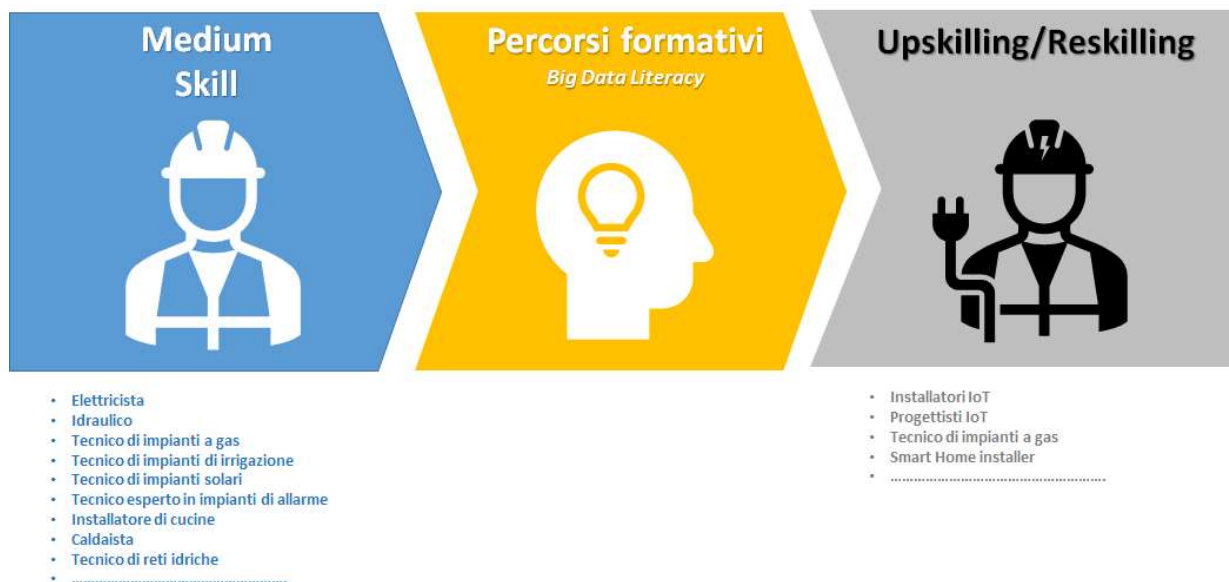 Medium
Skill
Percorsi formativi
Big Data Literacy
Upskilling/Reskilling
• Elettricista
• Idraulico
• Tecnico di impianti a gas
• Tecnico di impianti di irrigazione
• Tecnico di impianti solari
• Tecnico esperto in impianti di allarme
• Installatore di cucine
• Caldaista
• Tecnico di reti idriche
• ......................................................
• Installatori IoT
• Progettisti IoT
• Tecnico di impianti a gas
• Smart Home installer
• ......................................................